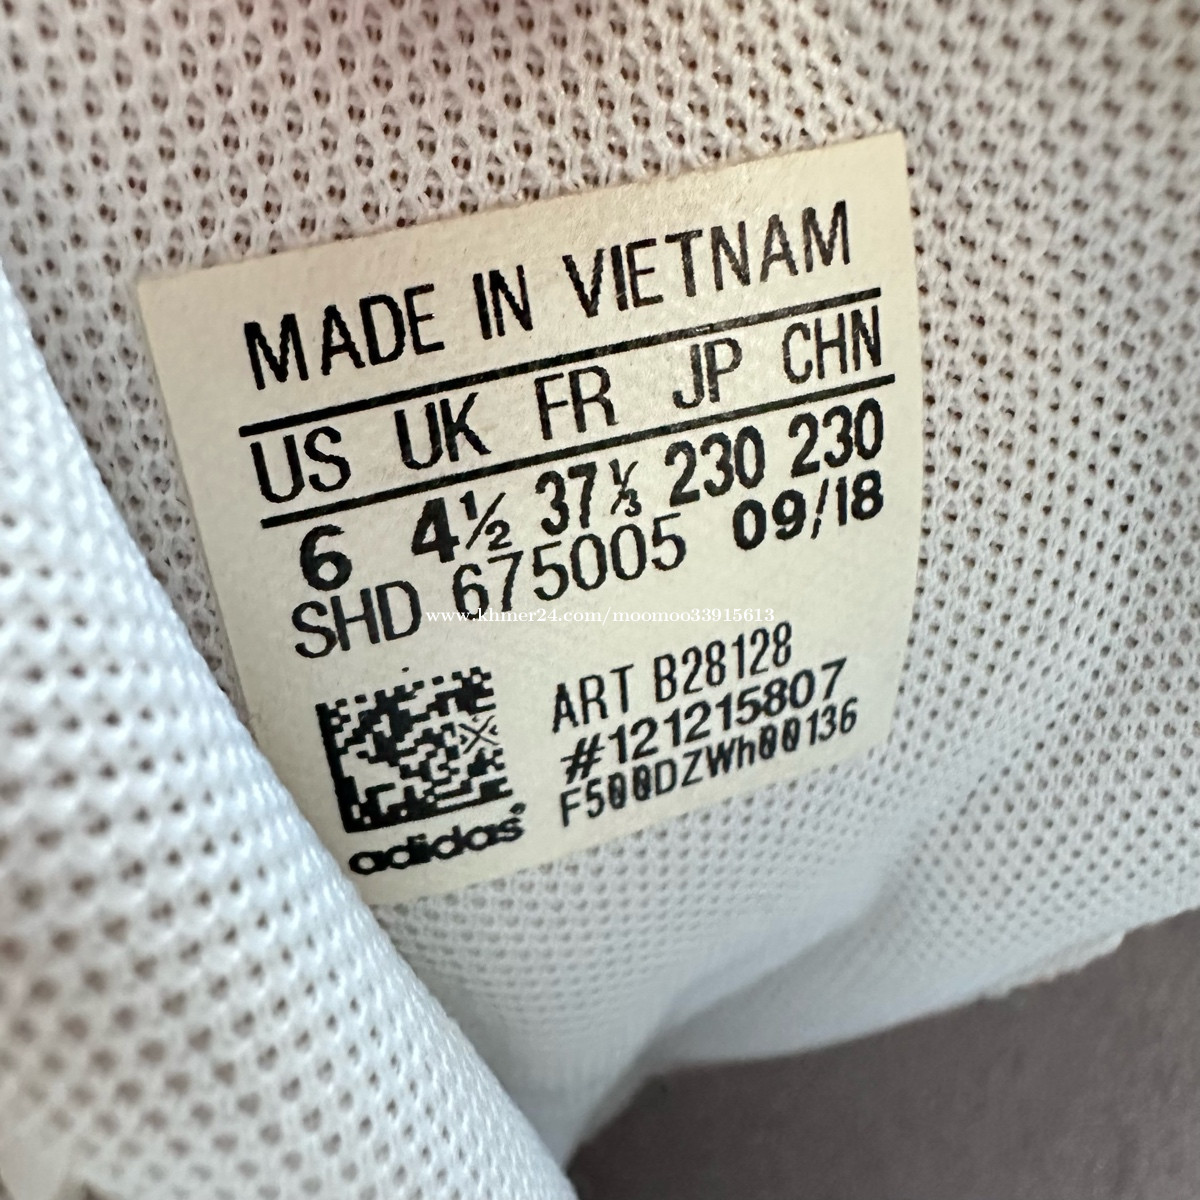 MADE IN VIETNAM
US UK FR JP CHN
6 4½ 37⅓ 230 230
SHD 675005 09/18
www.khmer24.com/moomoo33915613
ART B28128
#121215807
F500DZWh00136
adidas®